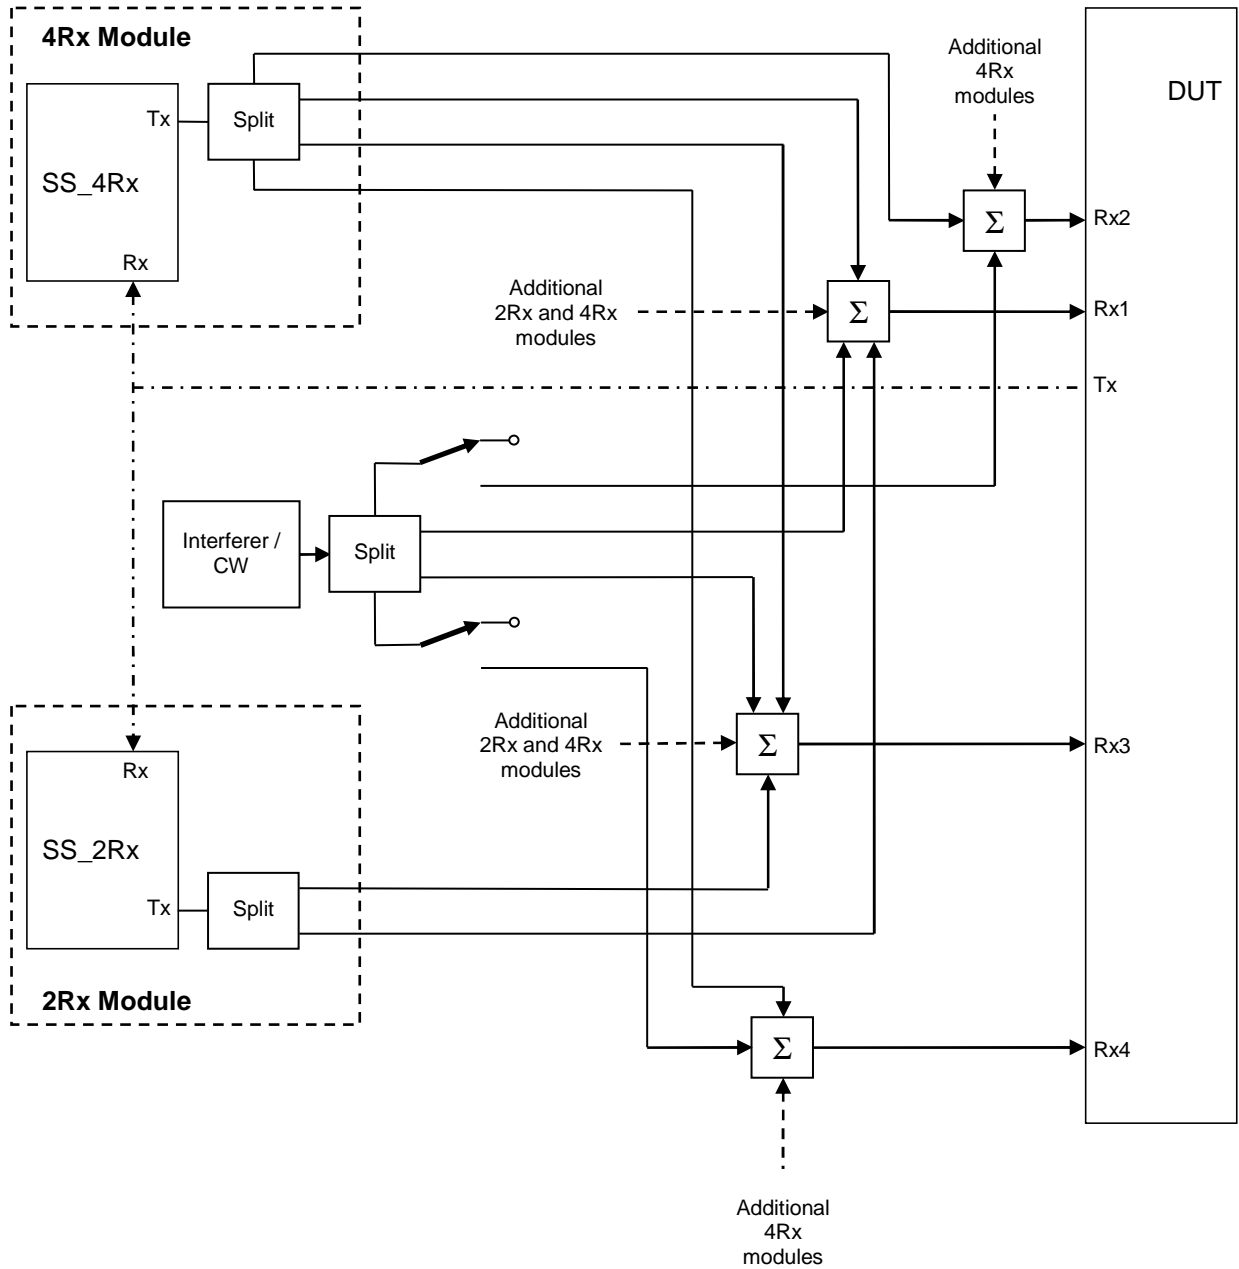 4Rx Module
Additional
4Rx
modules
DUT
Tx
Split
SS_4Rx
Rx
Σ
Rx2
Additional
2Rx and 4Rx
modules
Σ
Rx1
Tx
Interferer /
CW
Split
Additional
2Rx and 4Rx
modules
Σ
Rx3
Rx
SS_2Rx
Tx
Split
2Rx Module
Σ
Rx4
Additional
4Rx
modules